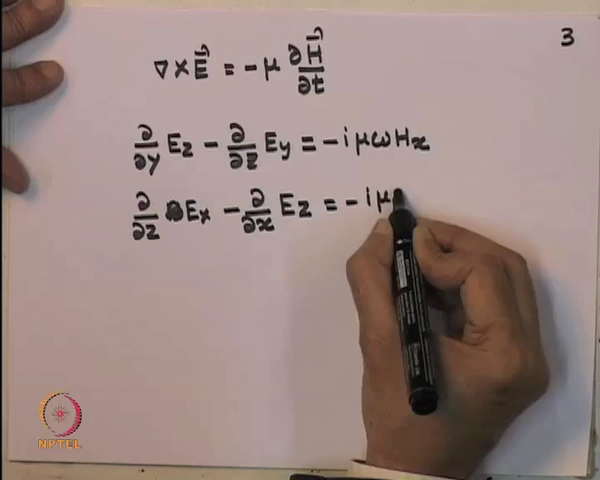 3
∇×E⃗ = -μ ∂H⃗/∂t
∂/∂y Ez - ∂/∂z Ey = -iμωHx
∂/∂z Ex - ∂/∂x Ez = -iμ
NPTEL